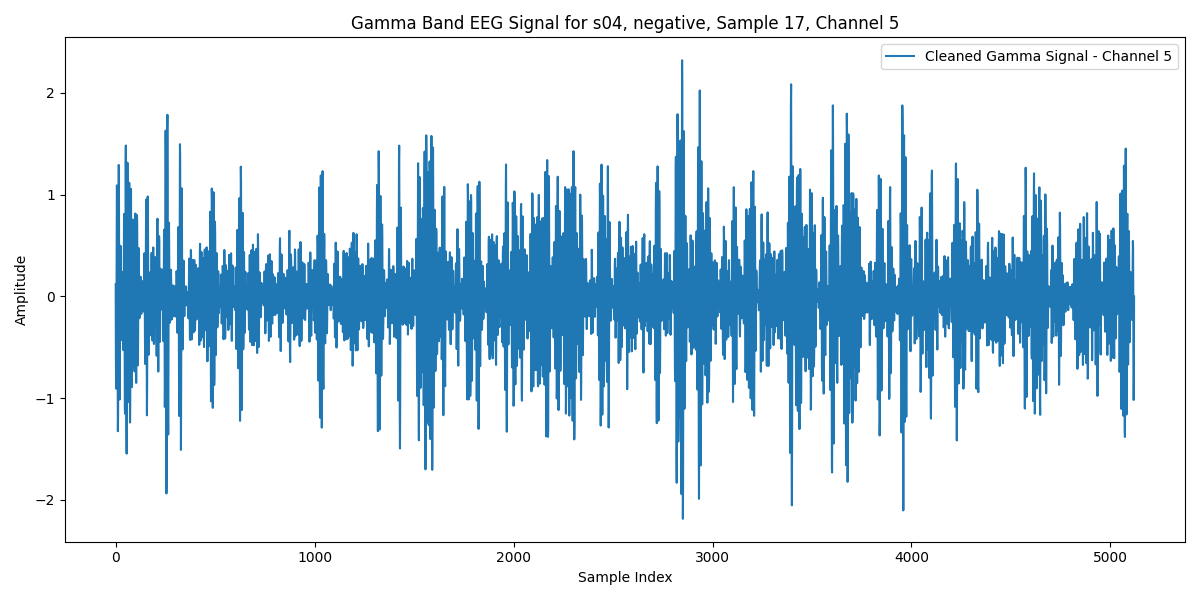 Gamma Band EEG Signal for s04, negative, Sample 17, Channel 5
Cleaned Gamma Signal - Channel 5
2
1
0
−1
−2
Amplitude
0 1000 2000 3000 4000 5000
Sample Index